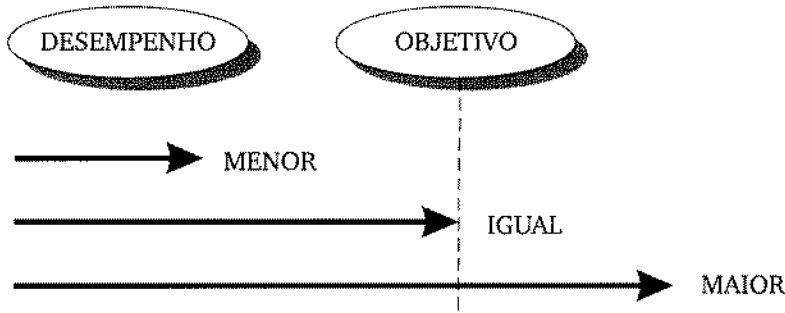 DESEMPENHO
OBJETIVO
MENOR
IGUAL
MAIOR